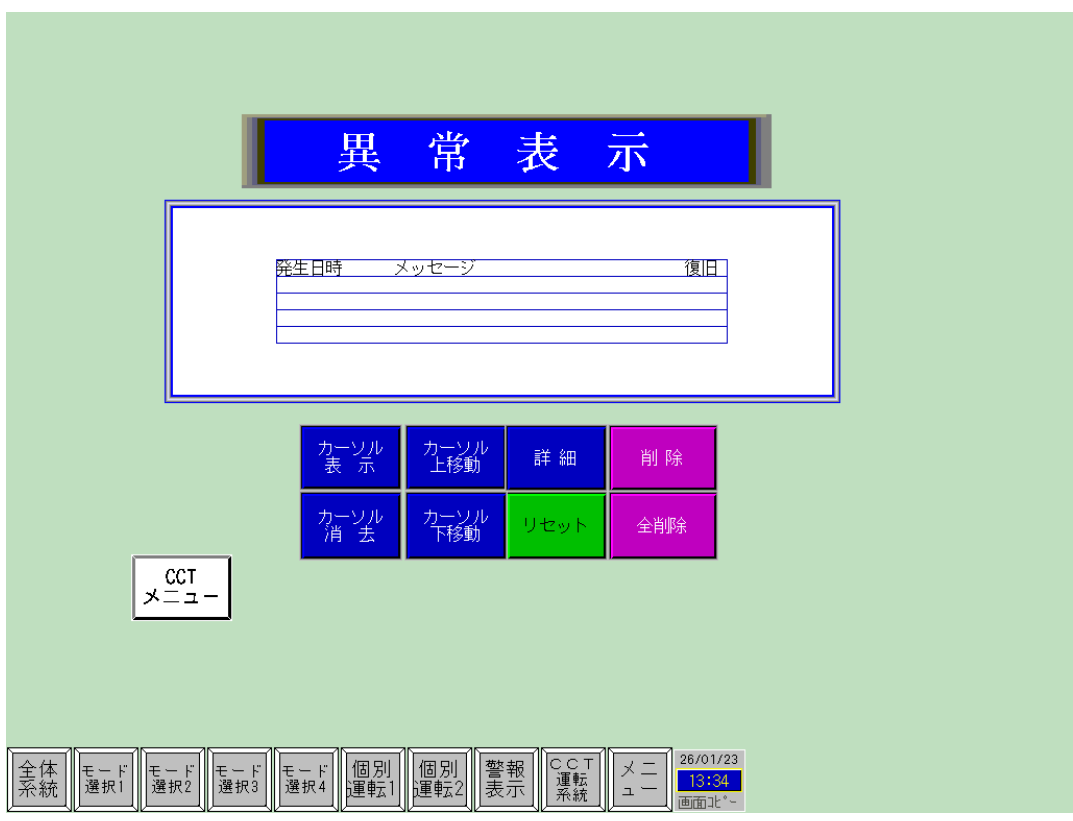 異常表示
発生日時 メッセージ 復旧
カーソル
表 示
カーソル
上移動
詳 細
削 除
カーソル
消 去
カーソル
下移動
リセット
全削除
CCT
メニュー
全体
系統
モード
選択1
モード
選択2
モード
選択3
モード
選択4
個別
運転1
個別
運転2
警報
表示
CCT
運転
系統
メニ
ュー
26/01/23
13:34
画面コピー